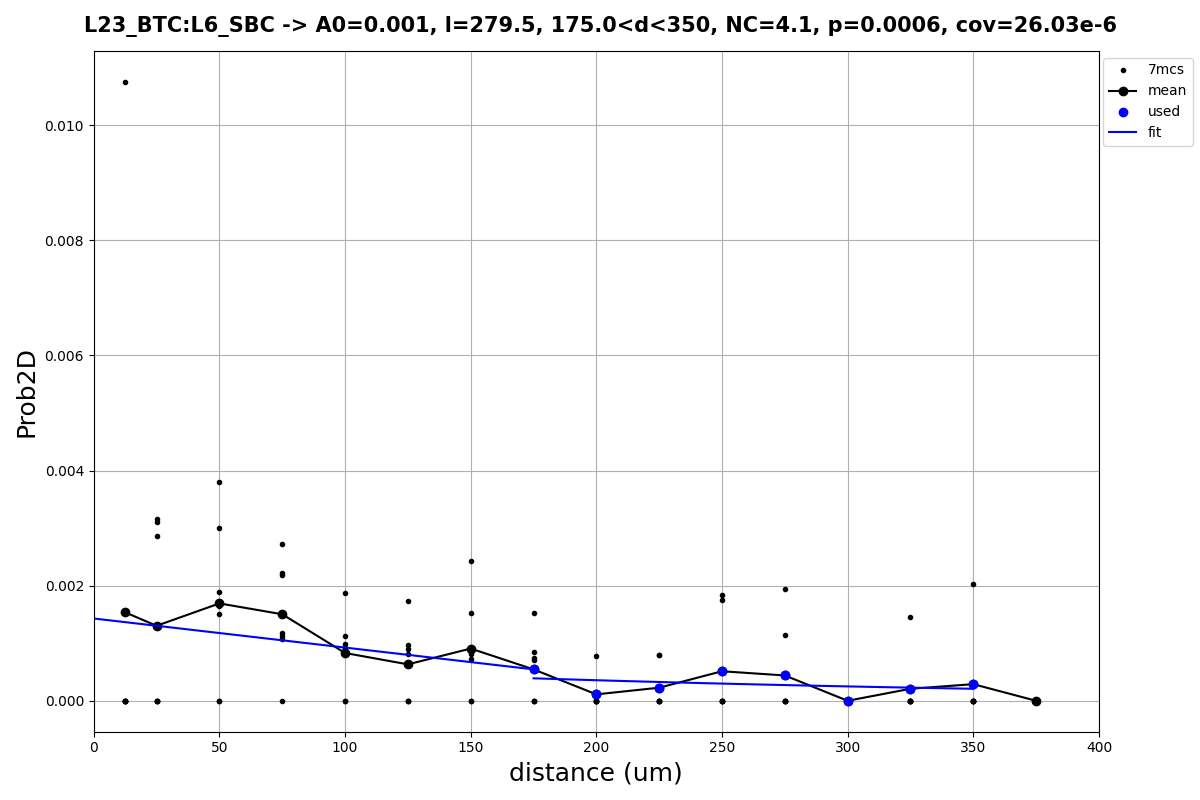 L23_BTC:L6_SBC -> A0=0.001, l=279.5, 175.0<d<350, NC=4.1, p=0.0006, cov=26.03e-6
7mcs
mean
used
fit
0.010
0.008
0.006
0.004
0.002
0.000
Prob2D
0 50 100 150 200 250 300 350 400
distance (um)